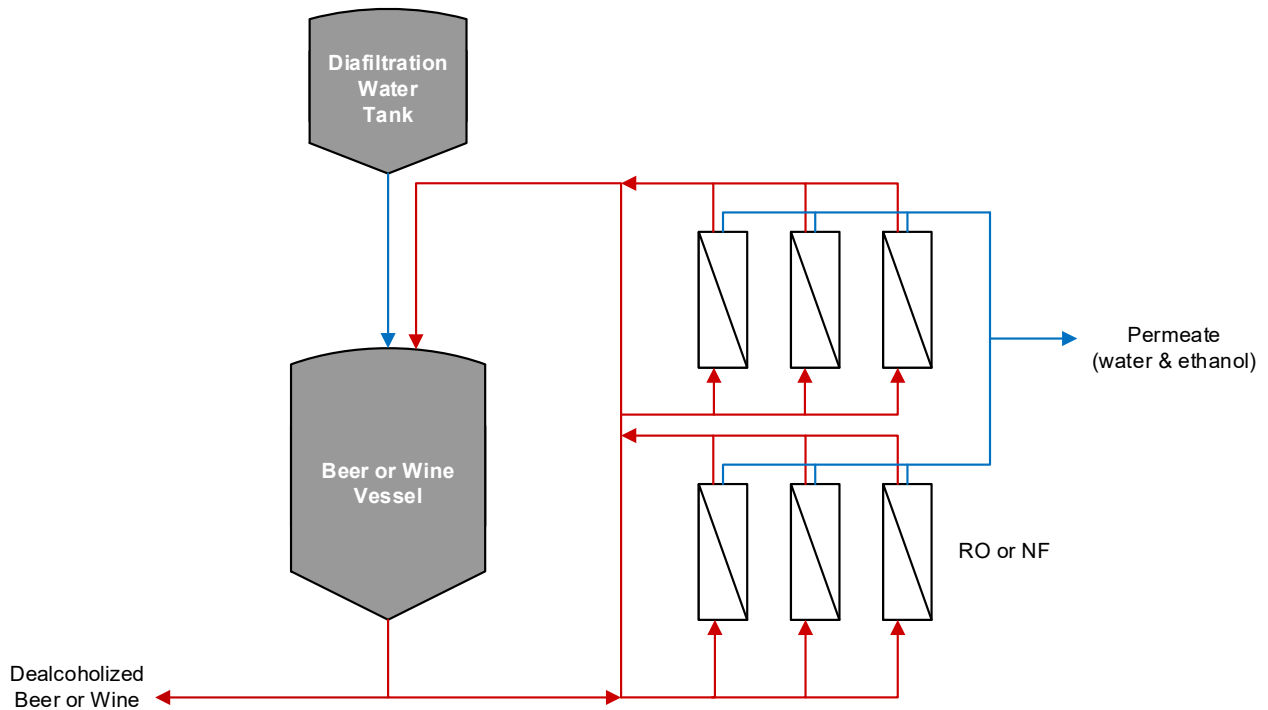 Diafiltration
Water
Tank
Permeate
(water & ethanol)
Beer or Wine
Vessel
RO or NF
Dealcoholized
Beer or Wine